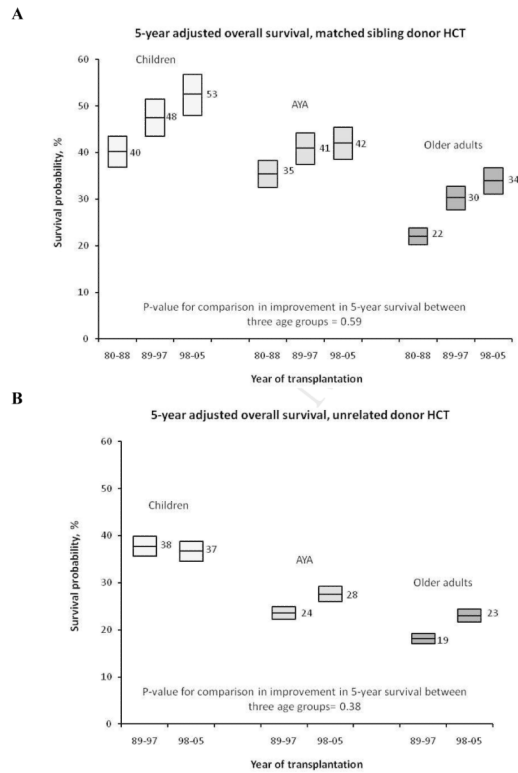 A
5-year adjusted overall survival, matched sibling donor HCT
Survival probability, %
60
50
40
30
20
10
0
Children
40
48
53
AYA
35
41
42
Older adults
22
30
34
P-value for comparison in improvement in 5-year survival between
three age groups = 0.59
80-88 89-97 98-05 80-88 89-97 98-05 80-88 89-97 98-05
Year of transplantation
B
5-year adjusted overall survival, unrelated donor HCT
Survival probability, %
60
50
40
30
20
10
0
Children
38
37
AYA
24
28
Older adults
19
23
P-value for comparison in improvement in 5-year survival between
three age groups= 0.38
89-97 98-05 89-97 98-05 89-97 98-05
Year of transplantation